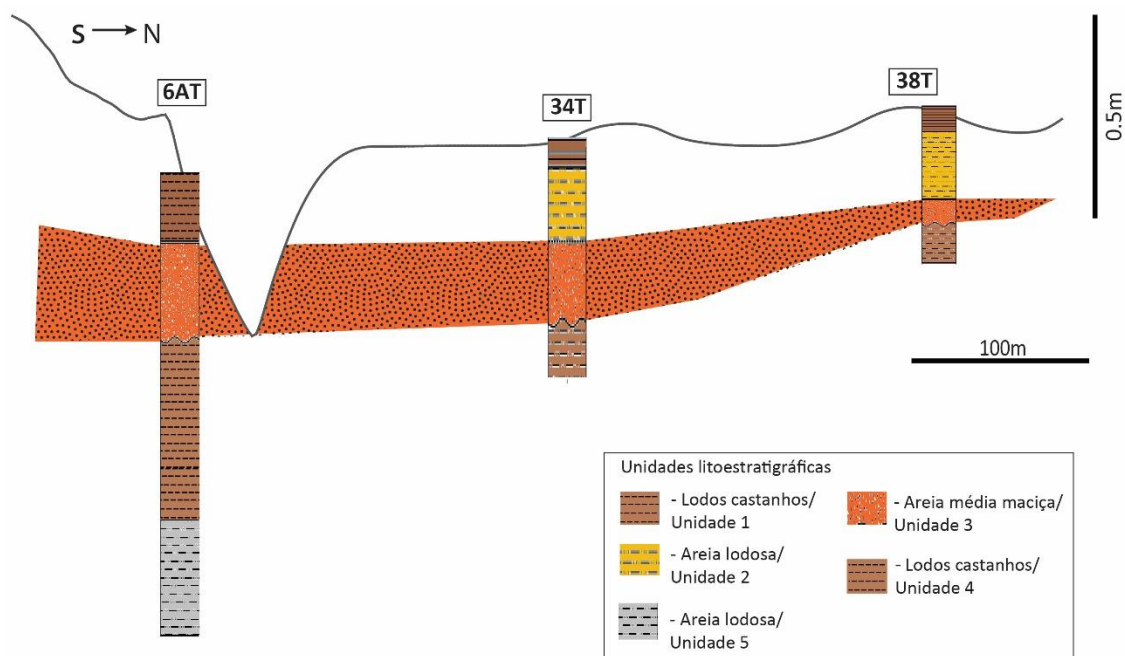 S → N
6AT
34T
38T
0.5m
100m
Unidades litoestratigráficas
- Lodos castanhos/
Unidade 1
- Areia lodosa/
Unidade 2
- Areia lodosa/
Unidade 5
- Areia média maciça/
Unidade 3
- Lodos castanhos/
Unidade 4